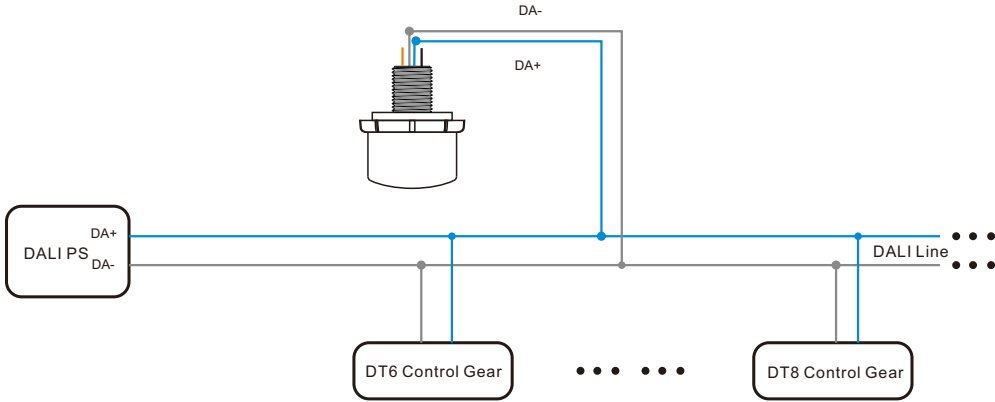 DA-
DA+
DA+
DALI PS
DA-
DALI Line
DT6 Control Gear
DT8 Control Gear